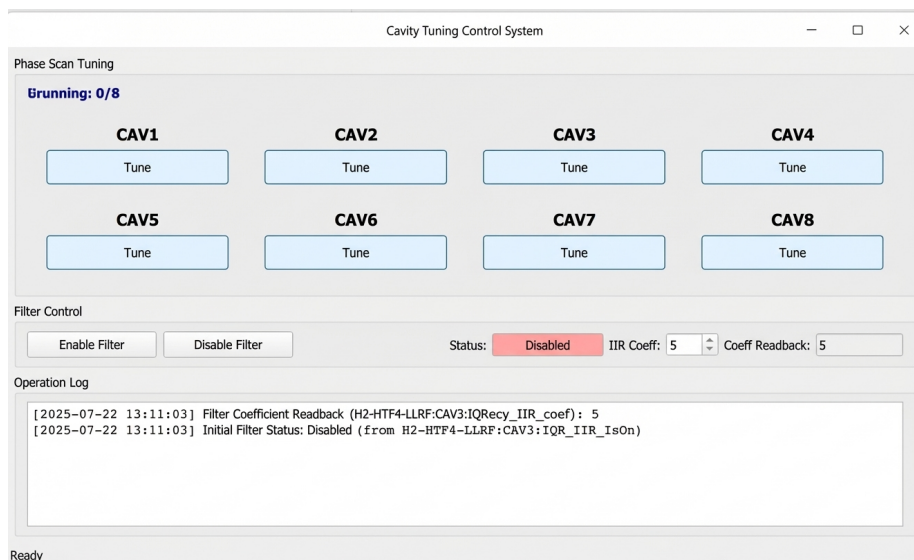 Cavity Tuning Control System
Phase Scan Tuning
Grunning: 0/8
CAV1 CAV2 CAV3 CAV4
Tune Tune Tune Tune
CAV5 CAV6 CAV7 CAV8
Tune Tune Tune Tune
Filter Control
Enable Filter Disable Filter Status: Disabled IIR Coeff: 5 Coeff Readback: 5
Operation Log
[2025-07-22 13:11:03] Filter Coefficient Readback (H2-HTF4-LLRF:CAV3:IQRecy_IIR_coef): 5
[2025-07-22 13:11:03] Initial Filter Status: Disabled (from H2-HTF4-LLRF:CAV3:IQR_IIR_IsOn)
Ready